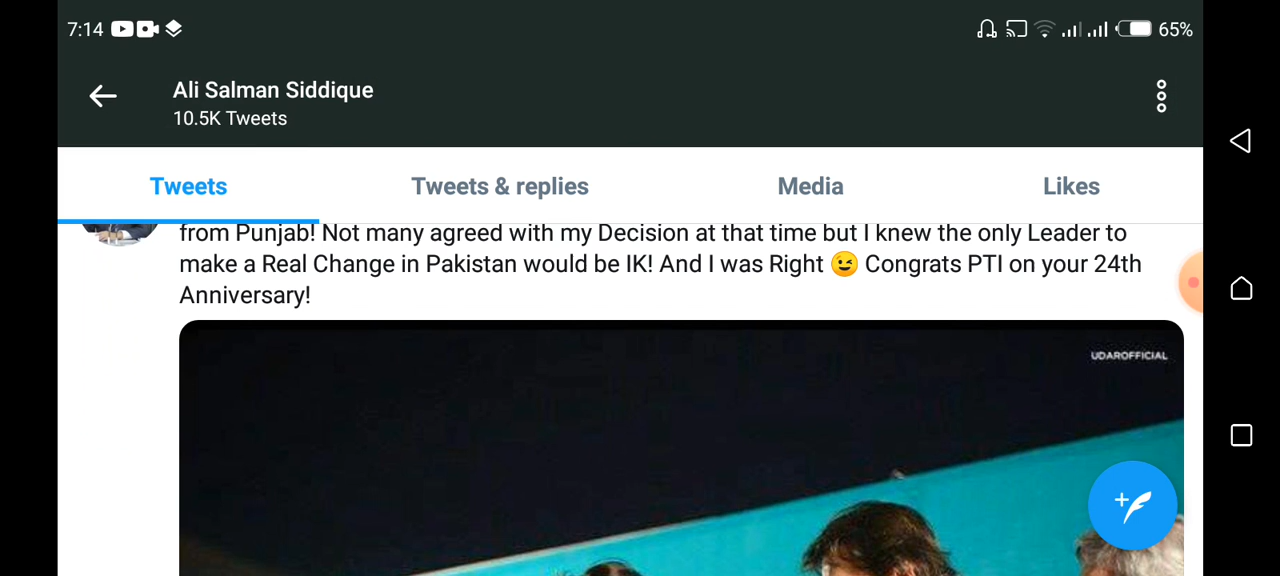 7:14
65%
Ali Salman Siddique
10.5K Tweets
Tweets
Tweets & replies
Media
Likes
from Punjab! Not many agreed with my Decision at that time but I knew the only Leader to
make a Real Change in Pakistan would be IK! And I was Right 😉 Congrats PTI on your 24th
Anniversary!
UDAROFFICIAL